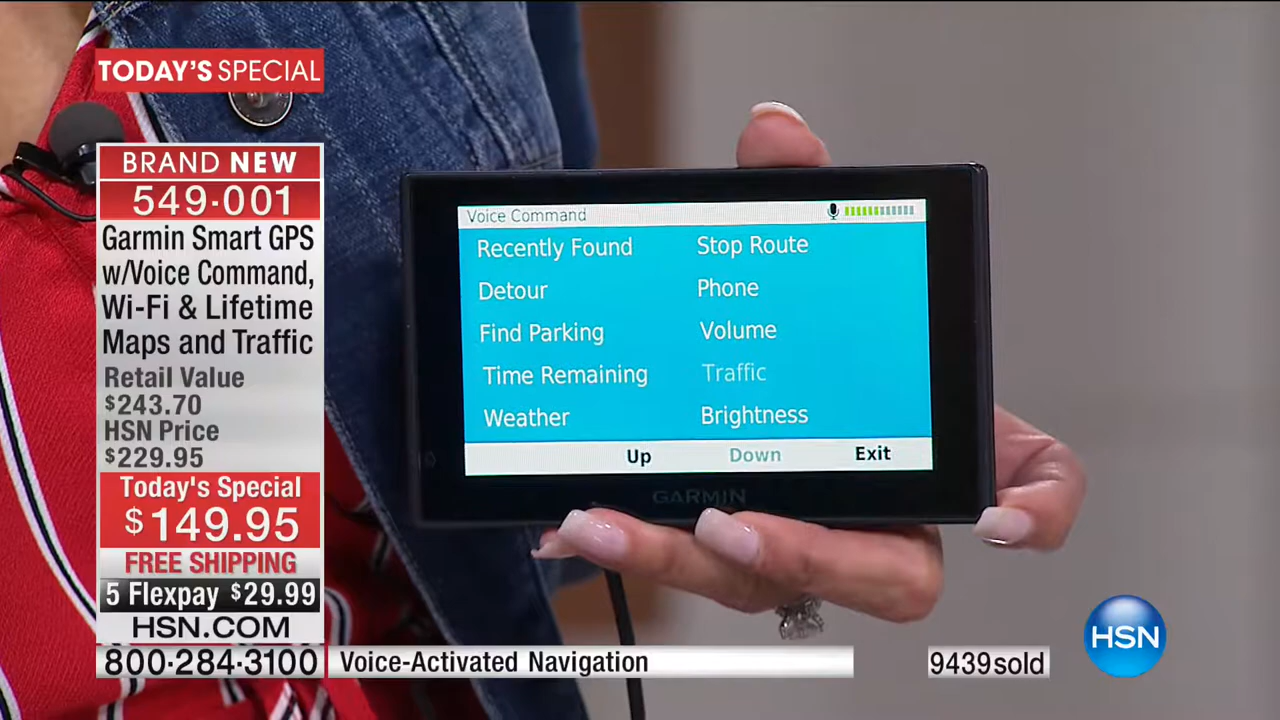 TODAY'S SPECIAL
BRAND NEW
549·001
Garmin Smart GPS
w/Voice Command,
Wi-Fi & Lifetime
Maps and Traffic
Retail Value
$243.70
HSN Price
$229.95
Today's Special
$149.95
FREE SHIPPING
5 Flexpay $29.99
HSN.COM
800·284·3100
Voice-Activated Navigation
9439 sold
HSN
Voice Command
Recently Found Stop Route
Detour Phone
Find Parking Volume
Time Remaining Traffic
Weather Brightness
Up Down Exit
GARMIN